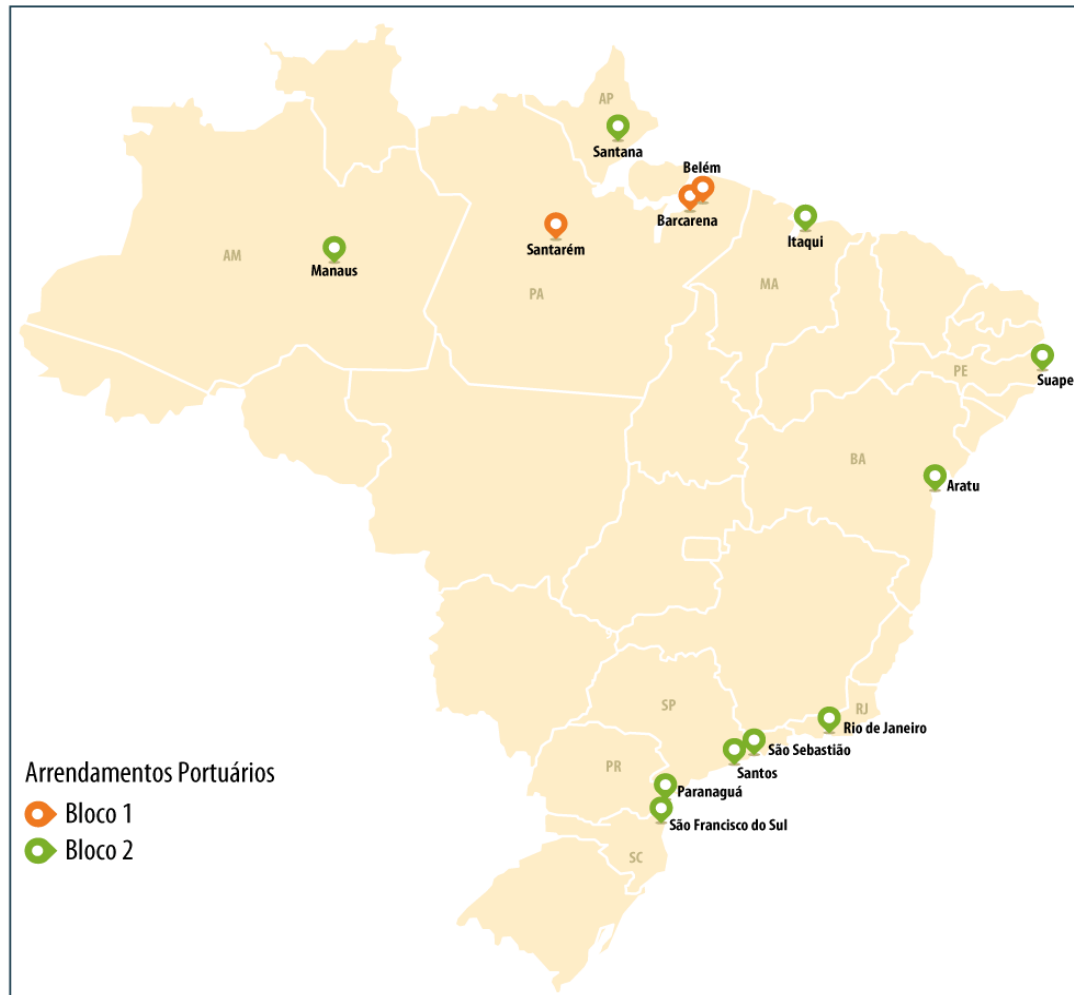 AP
Santana
Belém
Barcarena
Itaqui
Santarém
AM
Manaus
PA
MA
PE
Suape
BA
Aratu
SP
RJ
Rio de Janeiro
São Sebastião
Santos
PR
Paranaguá
São Francisco do Sul
SC
Arrendamentos Portuários
Bloco 1
Bloco 2